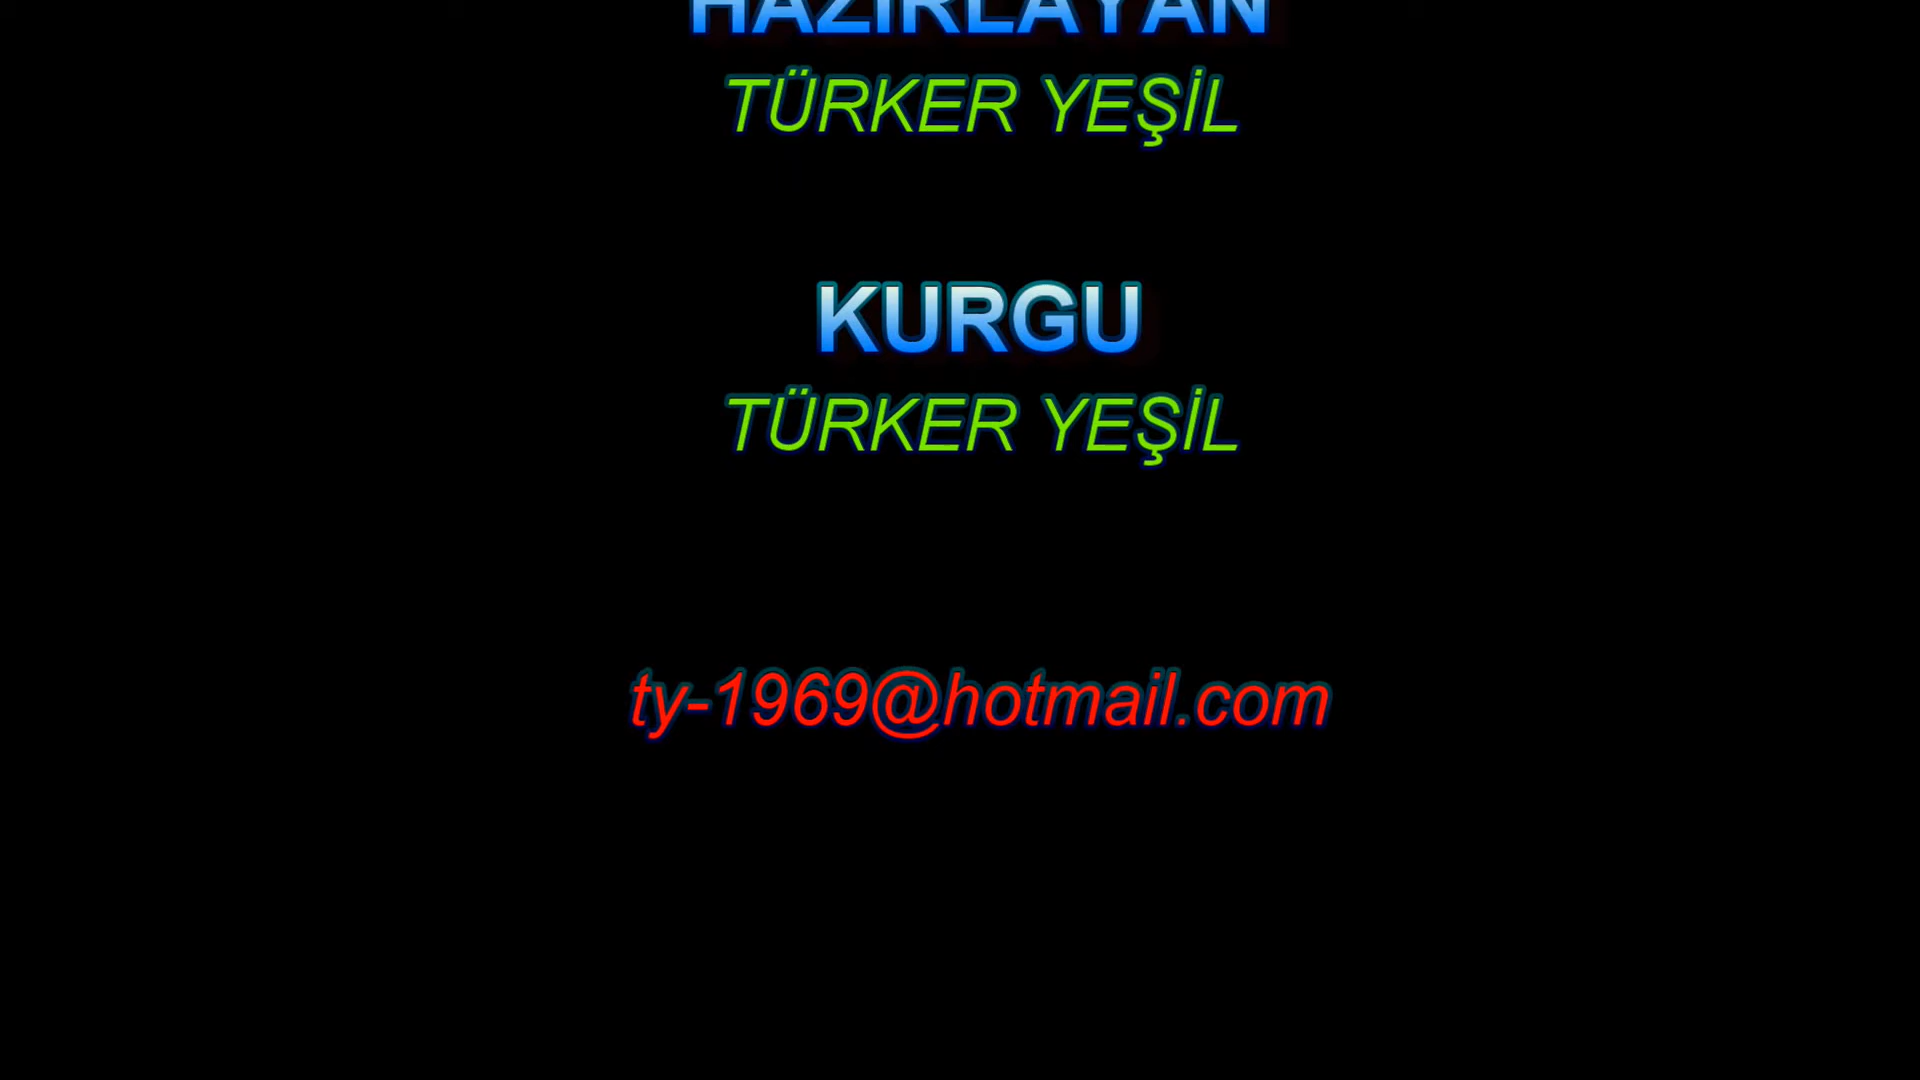 HAZIRLAYAN
TÜRKER YEŞİL
KURGU
TÜRKER YEŞİL
ty-1969@hotmail.com